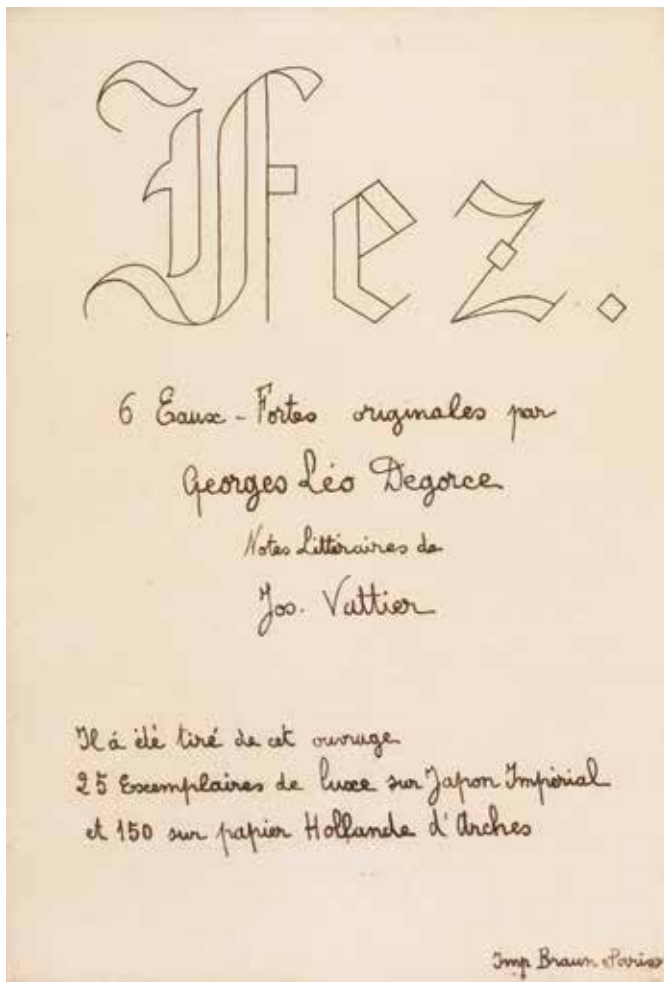 Fez.
6 Eaux-Fortes originales par
Georges Léo Degorce
Notes Littéraires de
Jos. Vattier
Il á été tiré de cet ouvrage
25 Exemplaires de luxe sur Japon Impérial
et 150 sur papier Hollande d'Arches
Imp Braun Paris